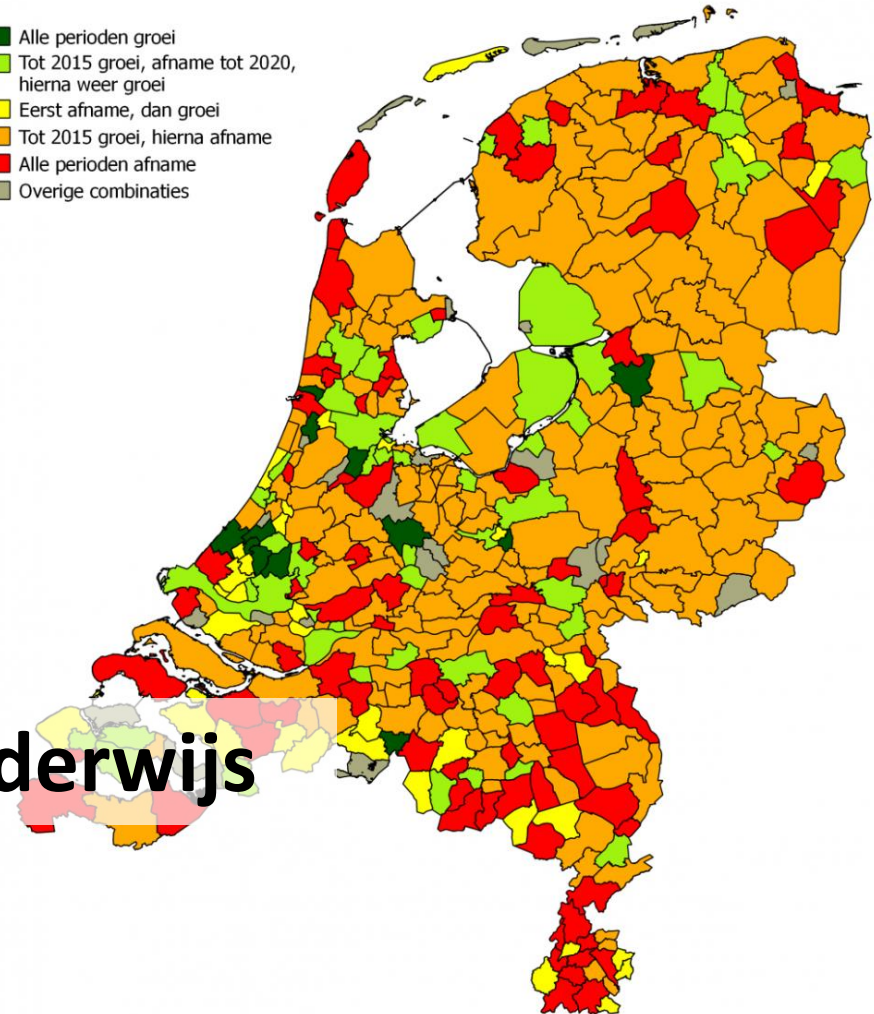 Alle perioden groei
Tot 2015 groei, afname tot 2020,
hierna weer groei
Eerst afname, dan groei
Tot 2015 groei, hierna afname
Alle perioden afname
Overige combinaties
derwijs